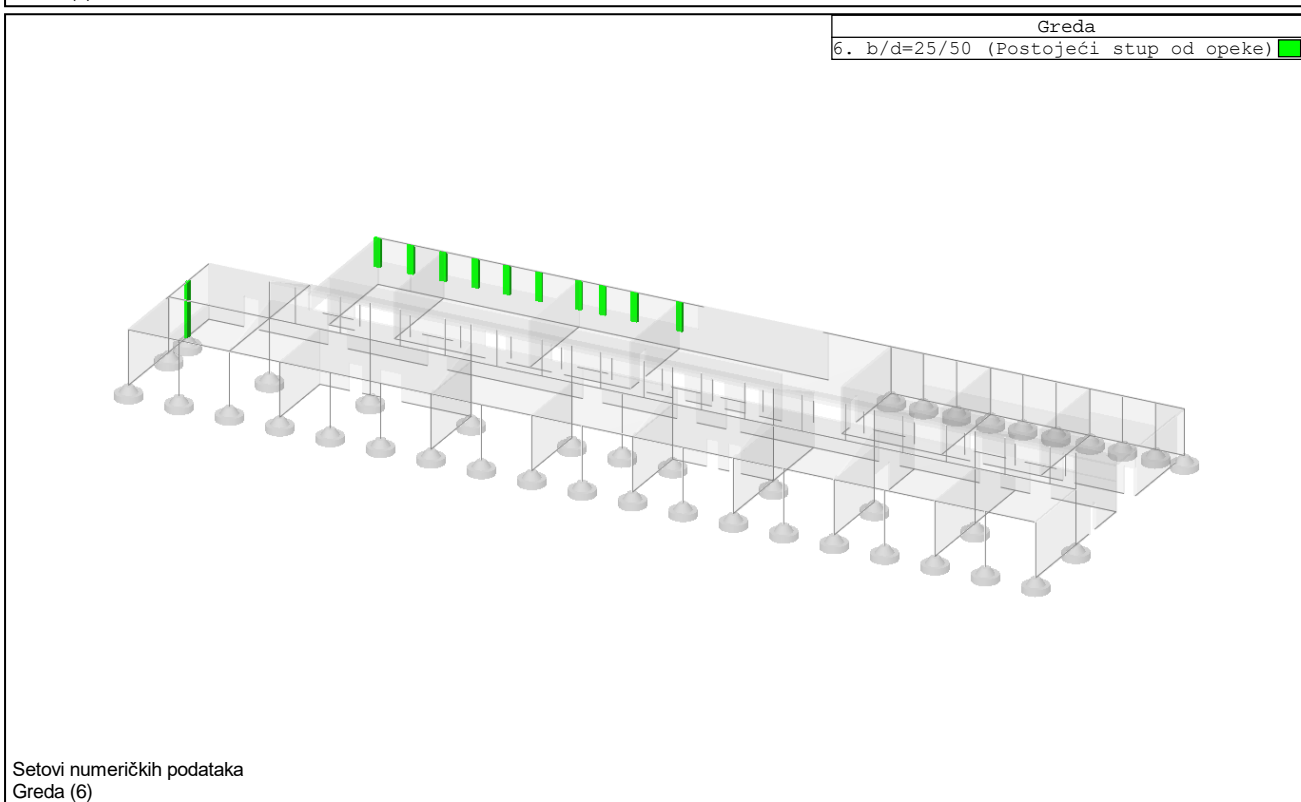 Greda
6. b/d=25/50 (Postojeći stup od opeke)
Setovi numeričkih podataka
Greda (6)